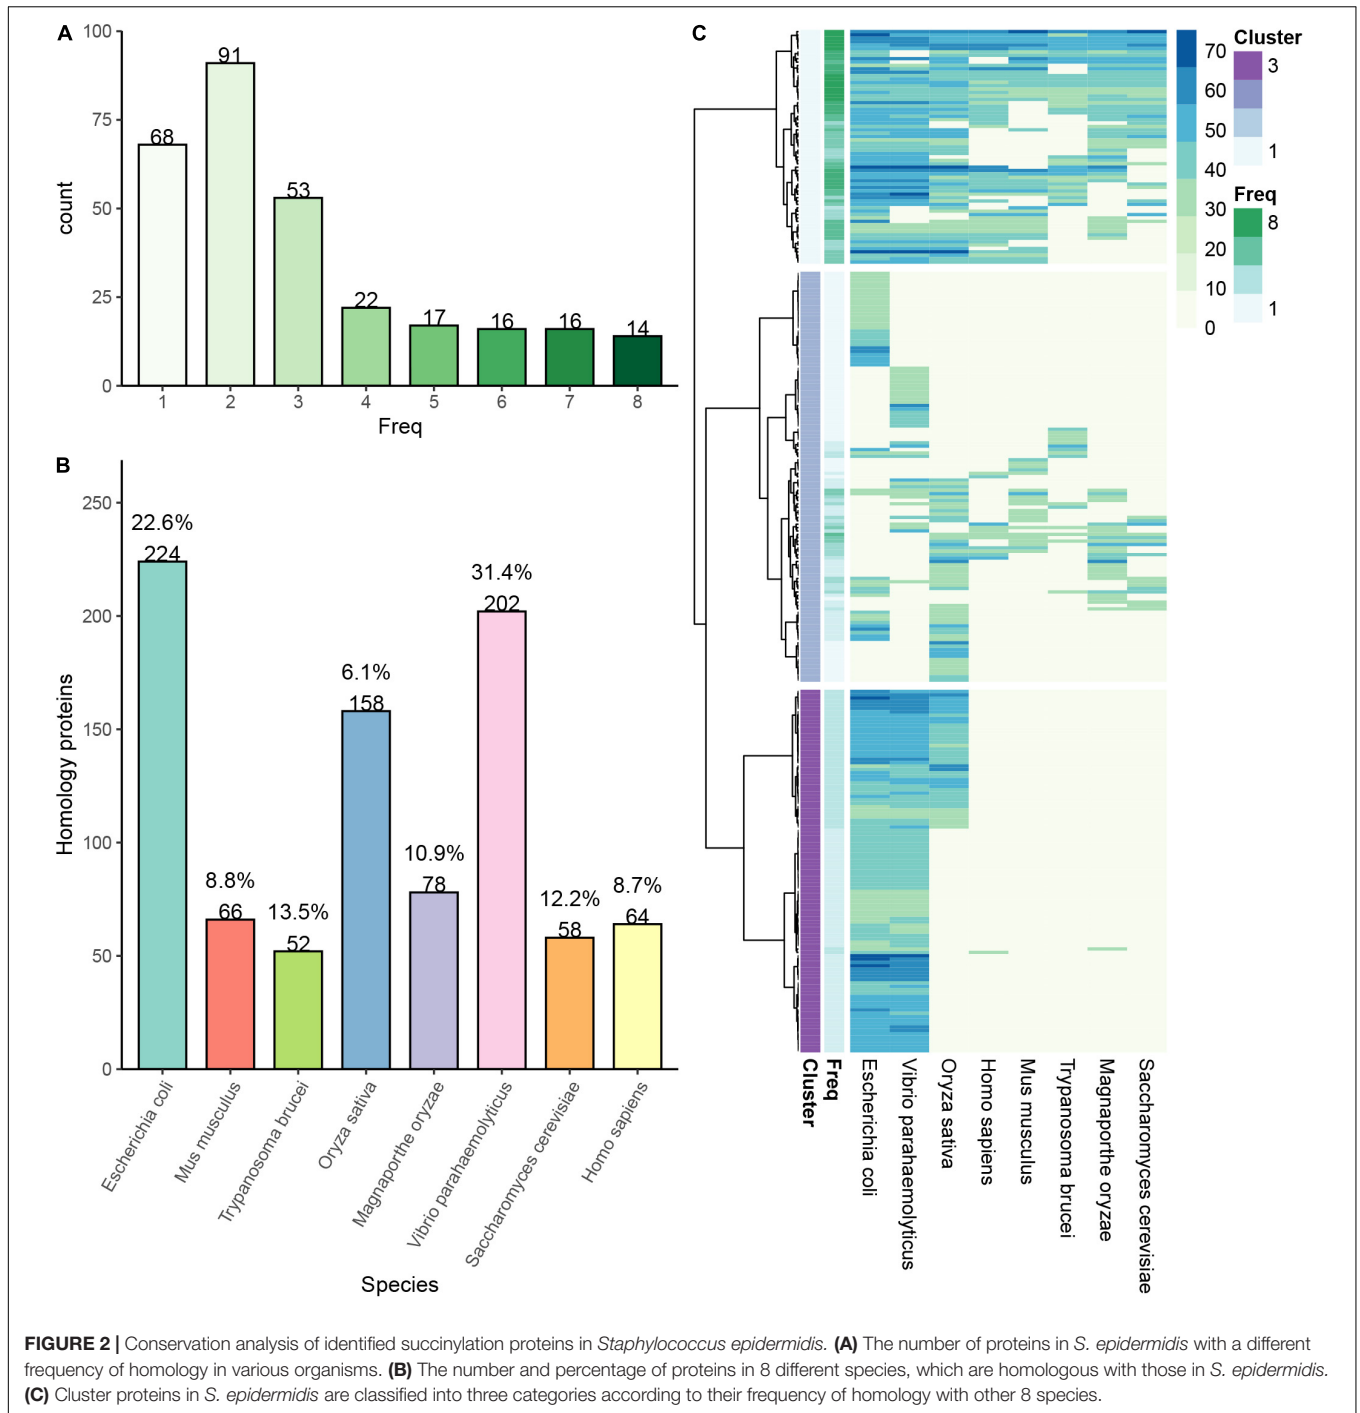 A
100
75
50
25
0
count
68
91
53
22
17
16
16
14
1 2 3 4 5 6 7 8
Freq
B
250
200
150
100
50
0
Homology proteins
22.6%
224
8.8%
66
13.5%
52
6.1%
158
10.9%
78
31.4%
202
12.2%
58
8.7%
64
Escherichia coli
Mus musculus
Trypanosoma brucei
Oryza sativa
Magnaporthe oryzae
Vibrio parahaemolyticus
Saccharomyces cerevisiae
Homo sapiens
Species
C
70
60
50
40
30
20
10
0
Cluster
3
1
Freq
8
1
Cluster
Freq
Escherichia coli
Vibrio parahaemolyticus
Oryza sativa
Homo sapiens
Mus musculus
Trypanosoma brucei
Magnaporthe oryzae
Saccharomyces cerevisiae
FIGURE 2 | Conservation analysis of identified succinylation proteins in Staphylococcus epidermidis. (A) The number of proteins in S. epidermidis with a different
frequency of homology in various organisms. (B) The number and percentage of proteins in 8 different species, which are homologous with those in S. epidermidis.
(C) Cluster proteins in S. epidermidis are classified into three categories according to their frequency of homology with other 8 species.